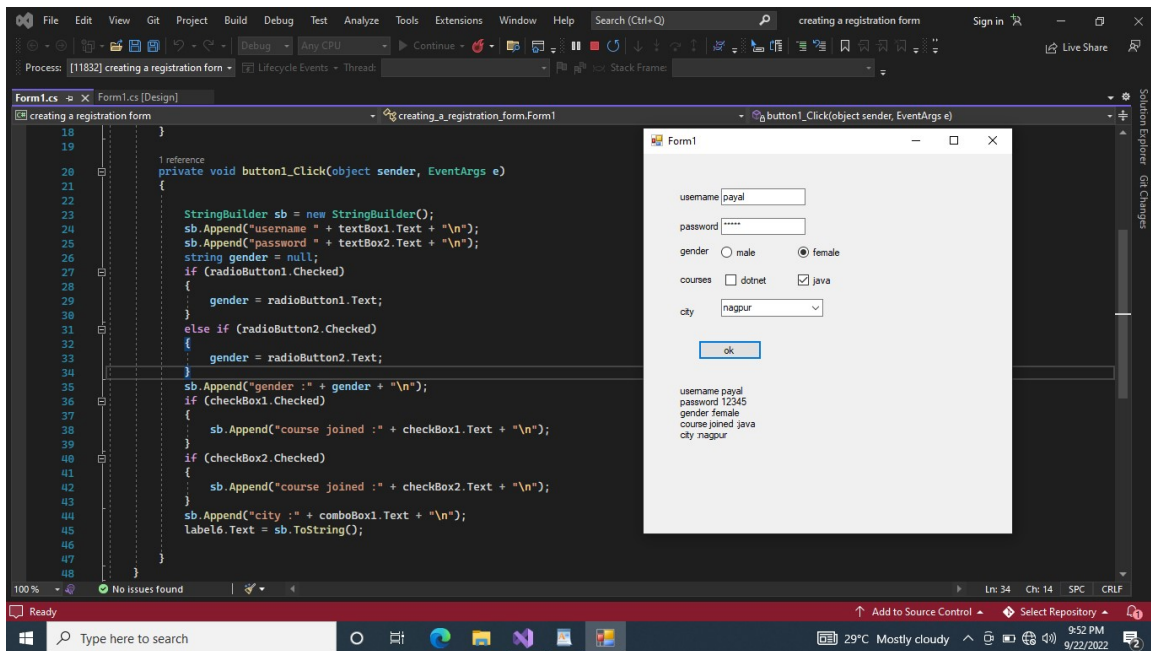 File Edit View Git Project Build Debug Test Analyze Tools Extensions Window Help Search (Ctrl+Q) creating a registration form Sign in
Debug Any CPU Continue Live Share
Process: [11832] creating a registration forn Lifecycle Events Thread: Stack Frame:
Form1.cs Form1.cs [Design]
creating a registration form creating_a_registration_form.Form1 button1_Click(object sender, EventArgs e)
18 }
19
1 reference
20 private void button1_Click(object sender, EventArgs e)
21 {
22
23 StringBuilder sb = new StringBuilder();
24 sb.Append("username " + textBox1.Text + "\n");
25 sb.Append("password " + textBox2.Text + "\n");
26 string gender = null;
27 if (radioButton1.Checked)
28 {
29 gender = radioButton1.Text;
30 }
31 else if (radioButton2.Checked)
32 {
33 gender = radioButton2.Text;
34 }
35 sb.Append("gender :" + gender + "\n");
36 if (checkBox1.Checked)
37 {
38 sb.Append("course joined :" + checkBox1.Text + "\n");
39 }
40 if (checkBox2.Checked)
41 {
42 sb.Append("course joined :" + checkBox2.Text + "\n");
43 }
44 sb.Append("city :" + comboBox1.Text + "\n");
45 label6.Text = sb.ToString();
46
47 }
48 }
Form1
username payal
password *****
gender male female
courses dotnet java
city nagpur
ok
username payal
password 12345
gender :female
course joined :java
city :nagpur
Solution Explorer
Git Changes
100 % No issues found Ln: 34 Ch: 14 SPC CRLF
Ready Add to Source Control Select Repository
Type here to search 29°C Mostly cloudy 9:52 PM
9/22/2022